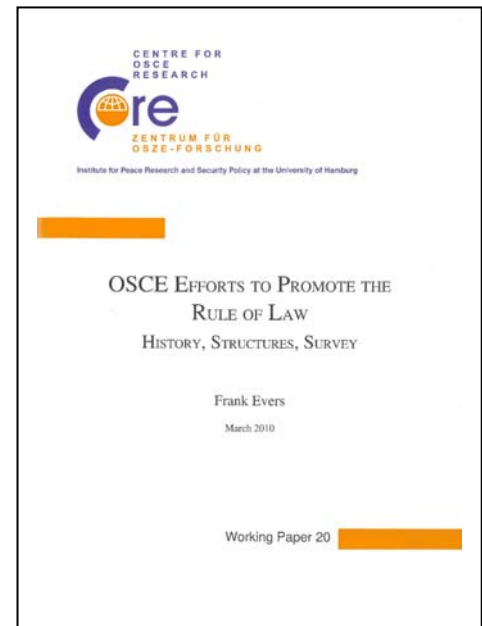 CENTRE FOR
OSCE
RESEARCH
Core
ZENTRUM FÜR
OSZE-FORSCHUNG
Institute for Peace Research and Security Policy at the University of Hamburg
OSCE EFFORTS TO PROMOTE THE
RULE OF LAW
HISTORY, STRUCTURES, SURVEY
Frank Evers
March 2010
Working Paper 20